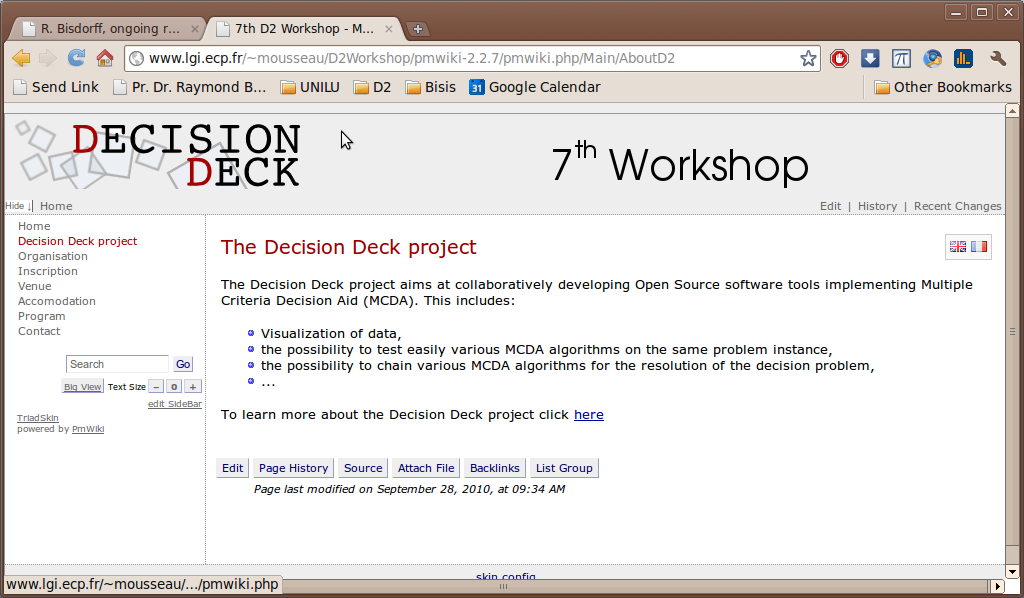 R. Bisdorff, ongoing r...
7th D2 Workshop - M...
www.lgi.ecp.fr/~mousseau/D2Workshop/pmwiki-2.2.7/pmwiki.php/Main/AboutD2
Send Link
Pr. Dr. Raymond B...
UNILU
D2
Bisis
31 Google Calendar
Other Bookmarks
DECISION
DECK
7th Workshop
Hide ↓| Home
Edit | History | Recent Changes
Home
Decision Deck project
Organisation
Inscription
Venue
Accomodation
Program
Contact
Search Go
Big View Text Size − 0 +
edit SideBar
TriadSkin
powered by PmWiki
The Decision Deck project
The Decision Deck project aims at collaboratively developing Open Source software tools implementing Multiple
Criteria Decision Aid (MCDA). This includes:
Visualization of data,
the possibility to test easily various MCDA algorithms on the same problem instance,
the possibility to chain various MCDA algorithms for the resolution of the decision problem,
...
To learn more about the Decision Deck project click here
Edit Page History Source Attach File Backlinks List Group
Page last modified on September 28, 2010, at 09:34 AM
skin config
www.lgi.ecp.fr/~mousseau/.../pmwiki.php